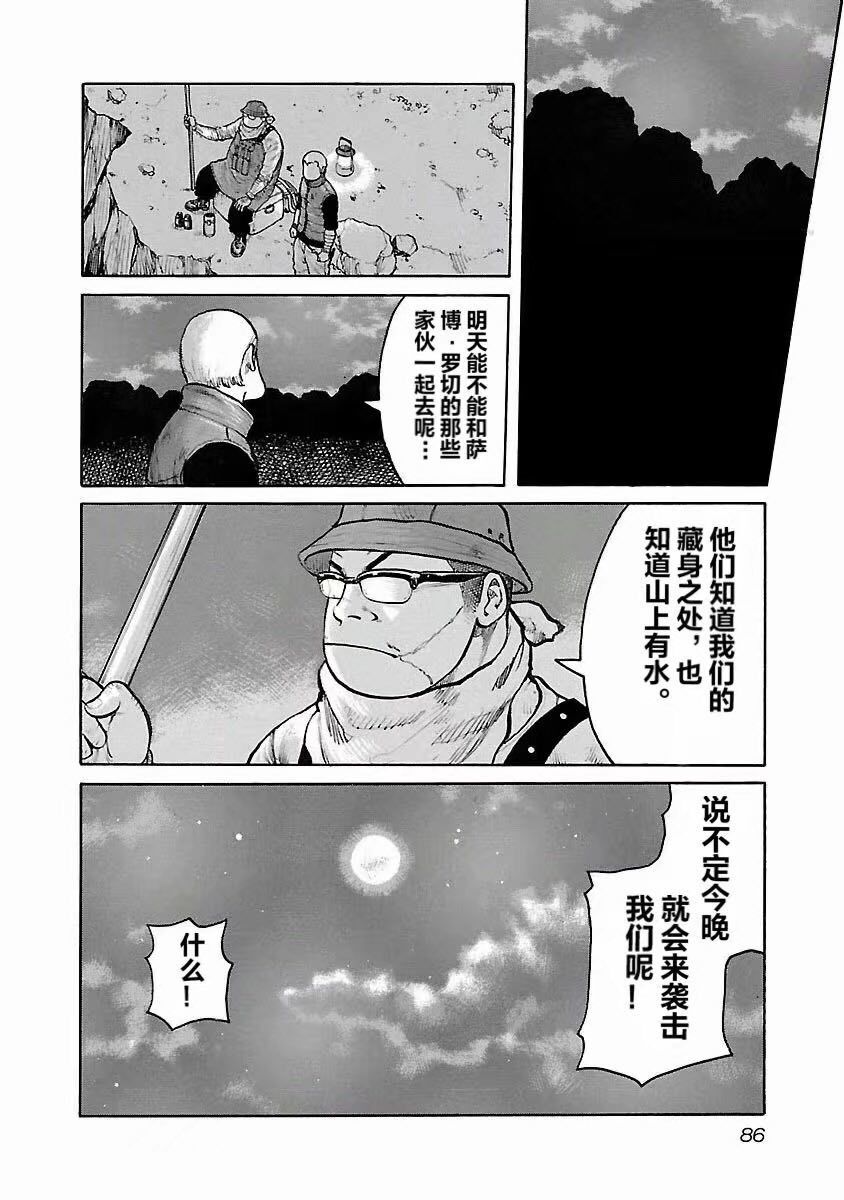 明天能不能和萨
博·罗切的那些
家伙一起去呢…
他们知道我们的
藏身之处，也
知道山上有水。
说不定今晚
就会来袭击
我们呢！
什么！
86